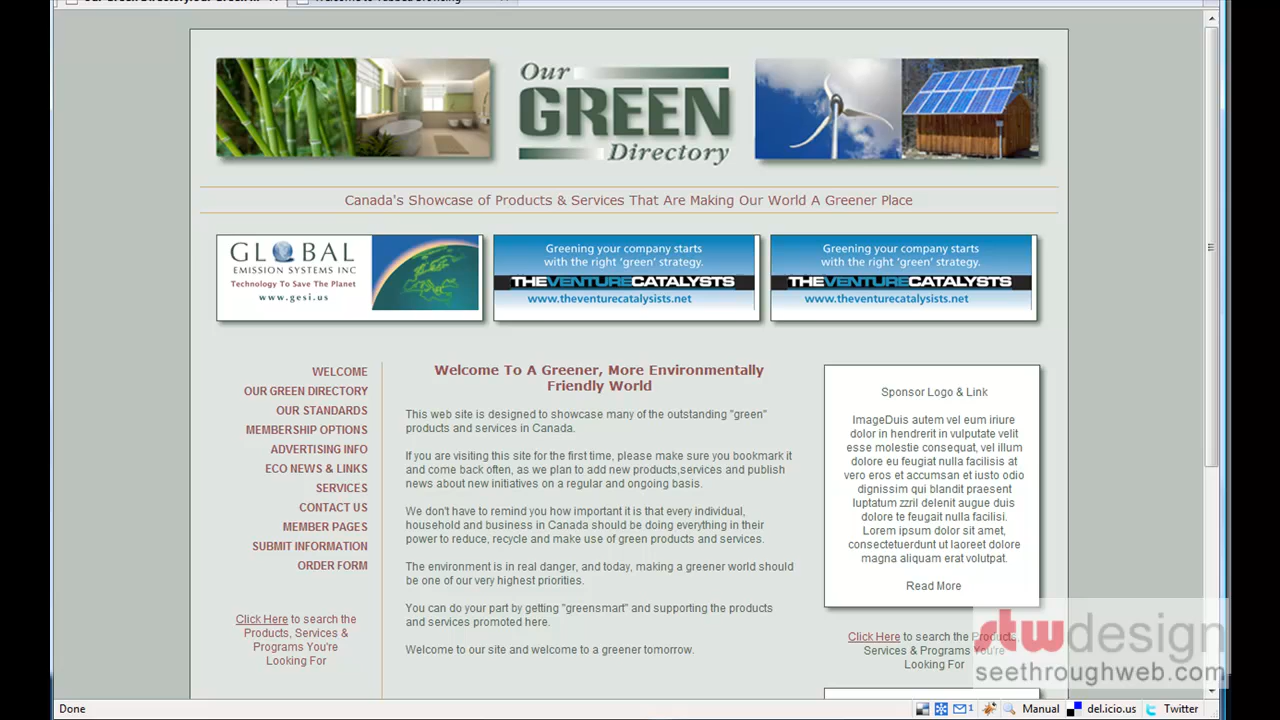 Our
GREEN
Directory
Canada's Showcase of Products & Services That Are Making Our World A Greener Place
GLOBAL
EMISSION SYSTEMS INC
Technology To Save The Planet
www.gesi.us
Greening your company starts
with the right 'green' strategy.
THEVENTURECATALYSTS
www.theventurecatalysists.net
Greening your company starts
with the right 'green' strategy.
THEVENTURECATALYSTS
www.theventurecatalysists.net
WELCOME
OUR GREEN DIRECTORY
OUR STANDARDS
MEMBERSHIP OPTIONS
ADVERTISING INFO
ECO NEWS & LINKS
SERVICES
CONTACT US
MEMBER PAGES
SUBMIT INFORMATION
ORDER FORM
Click Here to search the
Products, Services &
Programs You're
Looking For
Welcome To A Greener, More Environmentally
Friendly World
This web site is designed to showcase many of the outstanding "green"
products and services in Canada.
If you are visiting this site for the first time, please make sure you bookmark it
and come back often, as we plan to add new products,services and publish
news about new initiatives on a regular and ongoing basis.
We don't have to remind you how important it is that every individual,
household and business in Canada should be doing everything in their
power to reduce, recycle and make use of green products and services.
The environment is in real danger, and today, making a greener world should
be one of our very highest priorities.
You can do your part by getting "greensmart" and supporting the products
and services promoted here.
Welcome to our site and welcome to a greener tomorrow.
Sponsor Logo & Link
ImageDuis autem vel eum iriure
dolor in hendrerit in vulputate velit
esse molestie consequat, vel illum
dolore eu feugiat nulla facilisis at
vero eros et accumsan et iusto odio
dignissim qui blandit praesent
luptatum zzril delenit augue duis
dolore te feugait nulla facilisi.
Lorem ipsum dolor sit amet,
consectetuerdunt ut laoreet dolore
magna aliquam erat volutpat.
Read More
Click Here to search the Products,
Services & Programs You're
Looking For
stwdesign
seethroughweb.com
Done
1
Manual
del.icio.us
Twitter